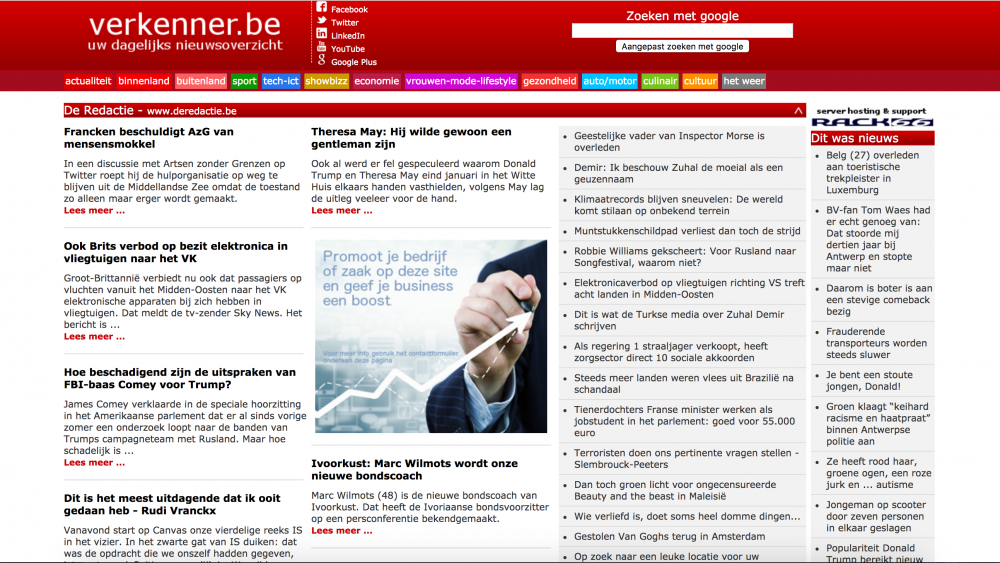 verkenner.be
uw dagelijks nieuwsoverzicht
Facebook
Twitter
LinkedIn
YouTube
Google Plus
Zoeken met google
Aangepast zoeken met google
actualiteit binnenland buitenland sport tech-ict showbizz economie vrouwen-mode-lifestyle gezondheid auto/motor culinair cultuur het weer
De Redactie - www.deredactie.be
Francken beschuldigt AzG van
mensensmokkel
In een discussie met Artsen zonder Grenzen op
Twitter roept hij de hulporganisatie op weg te
blijven uit de Middellandse Zee omdat de toestand
zo alleen maar erger wordt gemaakt.
Lees meer ...
Ook Brits verbod op bezit elektronica in
vliegtuigen naar het VK
Groot-Brittannië verbiedt nu ook dat passagiers op
vluchten vanuit het Midden-Oosten naar het VK
elektronische apparaten bij zich hebben in
vliegtuigen. Dat meldt de tv-zender Sky News. Het
bericht is ...
Lees meer ...
Hoe beschadigend zijn de uitspraken van
FBI-baas Comey voor Trump?
James Comey verklaarde in de speciale hoorzitting
in het Amerikaanse parlement dat er al sinds vorige
zomer een onderzoek loopt naar de banden van
Trumps campagneteam met Rusland. Maar hoe
schadelijk is ...
Lees meer ...
Dit is het meest uitdagende dat ik ooit
gedaan heb - Rudi Vranckx
Vanavond start op Canvas onze vierdelige reeks IS
in het vizier. In het zwarte gat van IS duiken: dat
was de opdracht die we onszelf hadden gegeven,
Theresa May: Hij wilde gewoon een
gentleman zijn
Ook al werd er fel gespeculeerd waarom Donald
Trump en Theresa May eind januari in het Witte
Huis elkaars handen vasthielden, volgens May lag
de uitleg veeleer voor de hand.
Lees meer ...
Promoot je bedrijf
of zaak op deze site
en geef je business
een boost
Voor meer info gebruik het contactformulier
onderaan deze pagina
Ivoorkust: Marc Wilmots wordt onze
nieuwe bondscoach
Marc Wilmots (48) is de nieuwe bondscoach van
Ivoorkust. Dat heeft de Ivoriaanse bondsvoorzitter
op een persconferentie bekendgemaakt.
Lees meer ...
Geestelijke vader van Inspector Morse is
overleden
Demir: Ik beschouw Zuhal de moeial als een
geuzennaam
Klimaatrecords blijven sneuvelen: De wereld
komt stilaan op onbekend terrein
Muntstukkenschildpad verliest dan toch de strijd
Robbie Williams gekscheert: Voor Rusland naar
Songfestival, waarom niet?
Elektronicaverbod op vliegtuigen richting VS treft
acht landen in Midden-Oosten
Dit is wat de Turkse media over Zuhal Demir
schrijven
Als regering 1 straaljager verkoopt, heeft
zorgsector direct 10 sociale akkoorden
Steeds meer landen weren vlees uit Brazilië na
schandaal
Tienerdochters Franse minister werken als
jobstudent in het parlement: goed voor 55.000
euro
Terroristen doen ons pertinente vragen stellen -
Slembrouck-Peeters
Dan toch groen licht voor ongecensureerde
Beauty and the beast in Maleisië
Wie verliefd is, doet soms heel domme dingen...
Gestolen Van Goghs terug in Amsterdam
Op zoek naar een leuke locatie voor uw
server hosting & support
RACK66
Dit was nieuws
Belg (27) overleden
aan toeristische
trekpleister in
Luxemburg
BV-fan Tom Waes had
er echt genoeg van:
Dat stoorde mij
dertien jaar bij
Antwerp en stopte
maar niet
Daarom is boter is aan
een stevige comeback
bezig
Frauderende
transporteurs worden
steeds sluwer
Je bent een stoute
jongen, Donald!
Groen klaagt “keihard
racisme en haatpraat”
binnen Antwerpse
politie aan
Ze heeft rood haar,
groene ogen, een roze
jurk en ... autisme
Jongeman op scooter
door zeven personen
in elkaar geslagen
Populariteit Donald
Trump bereikt nieuw